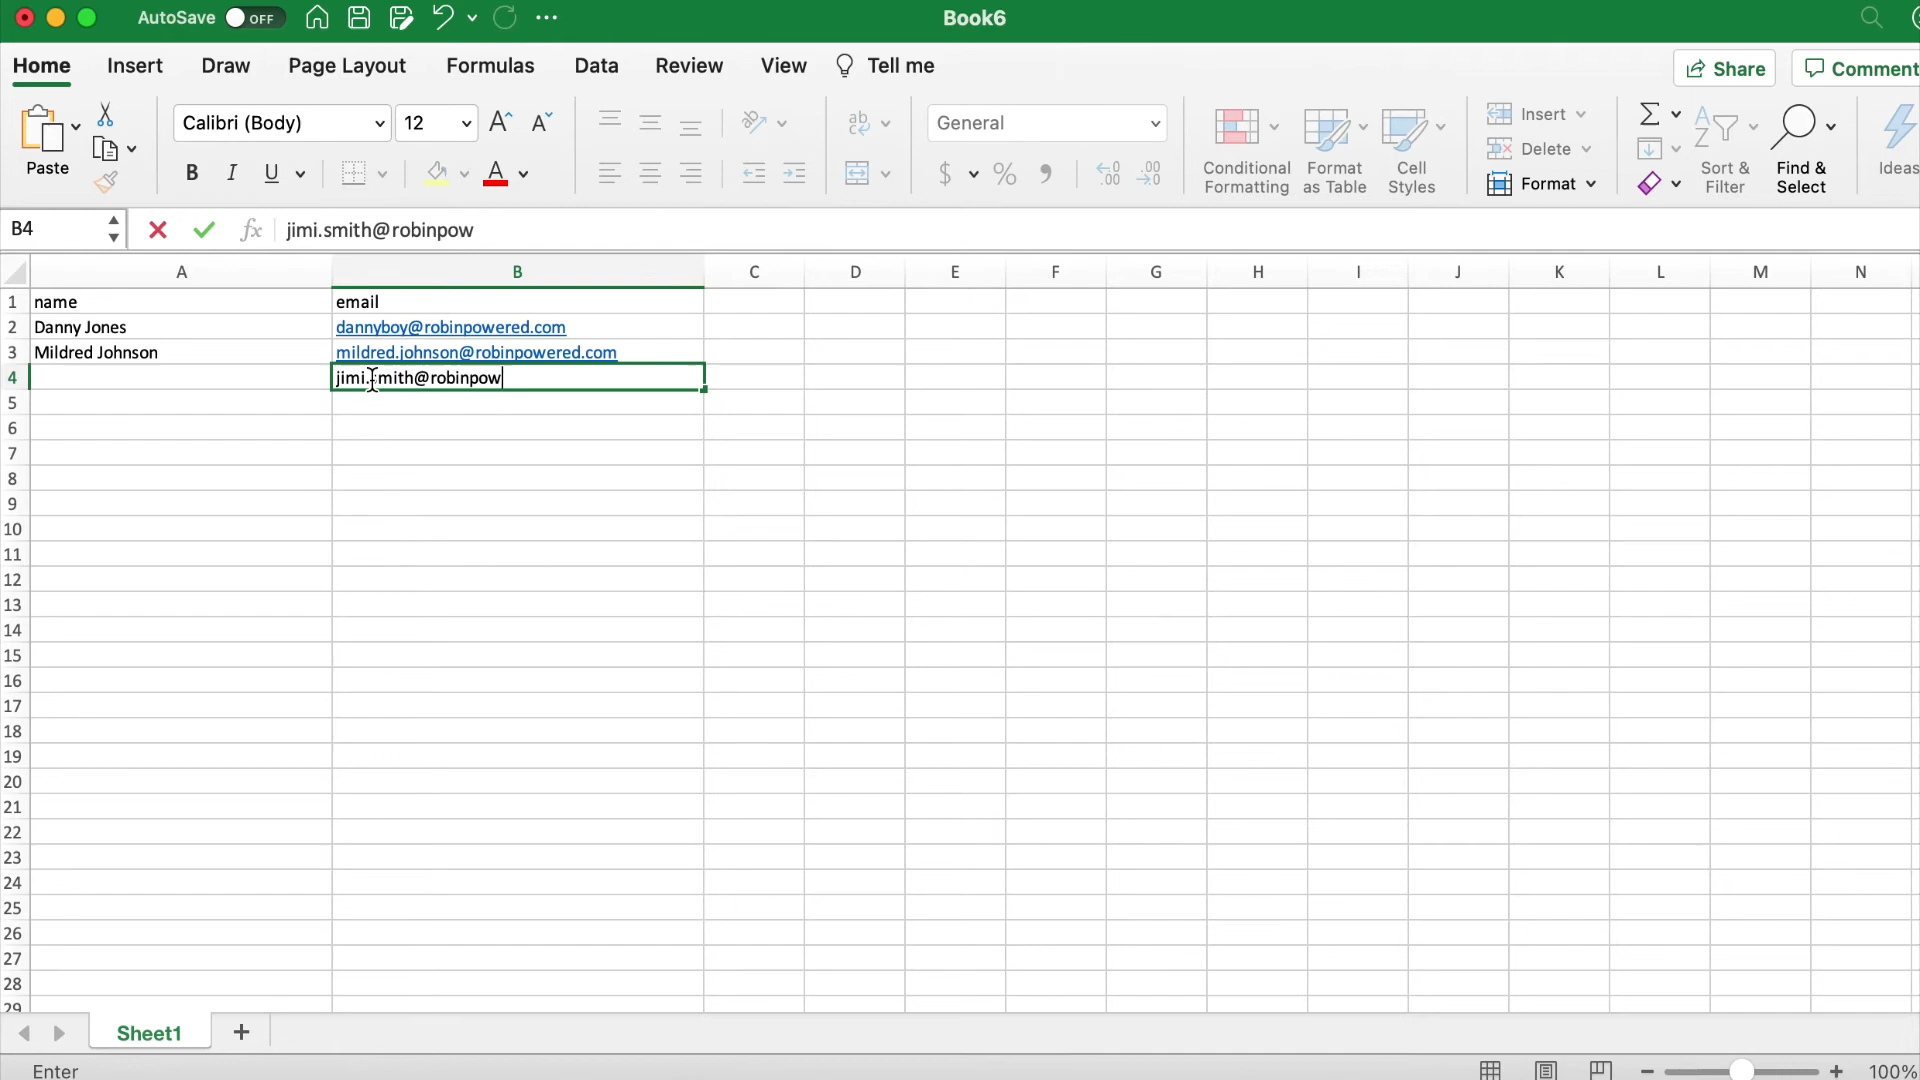 AutoSave OFF Book6
Home Insert Draw Page Layout Formulas Data Review View Tell me Share Comment
Paste Calibri (Body) 12 A A General Insert
B I U A $ % Conditional Formatting Format as Table Cell Styles Delete Format Sort & Filter Find & Select Ideas
B4 fx jimi.smith@robinpow
A B C D E F G H I J K L M N
1 name email
2 Danny Jones dannyboy@robinpowered.com
3 Mildred Johnson mildred.johnson@robinpowered.com
4 jimi.smith@robinpow
5
6
7
8
9
10
11
12
13
14
15
16
17
18
19
20
21
22
23
24
25
26
27
28
29
Sheet1 +
Enter 100%